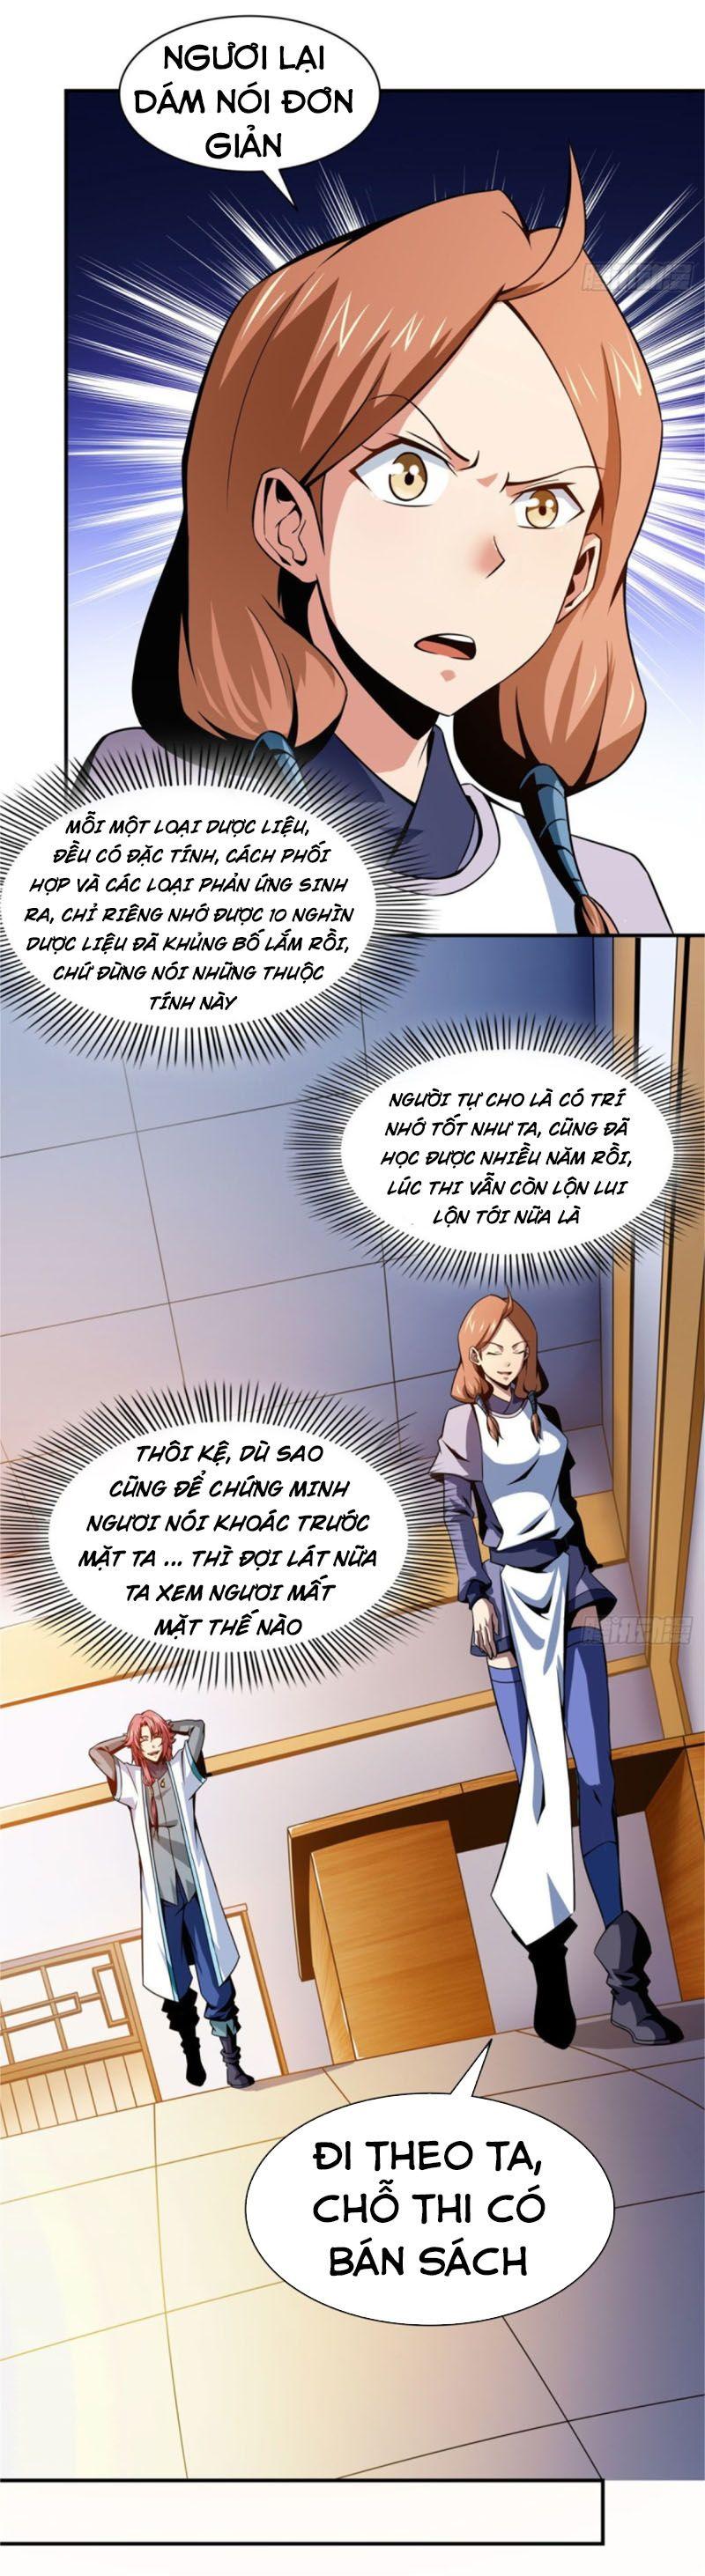 NGƯƠI LẠI
DÁM NÓI ĐƠN
GIẢN
MỖI MỘT LOẠI DƯỢC LIỆU,
ĐỀU CÓ ĐẶC TÍNH, CÁCH PHỐI
HỢP VÀ CÁC LOẠI PHẢN ỨNG SINH
RA, CHỈ RIÊNG NHỚ ĐƯỢC 10 NGHÌN
DƯỢC LIỆU ĐÃ KHỦNG BỐ LẮM RỒI,
CHỨ ĐỪNG NÓI NHỮNG THUỘC
TÍNH NÀY
NGƯỜI TỰ CHO LÀ CÓ TRÍ
NHỚ TỐT NHƯ TA, CŨNG ĐÃ
HỌC ĐƯỢC NHIỀU NĂM RỒI,
LÚC THI VẪN CÒN LỘN LUI
LỘN TỚI NỮA LÀ
THÔI KỆ, DÙ SAO
CŨNG ĐỂ CHỨNG MINH
NGƯƠI NÓI KHOÁC TRƯỚC
MẶT TA ... THÌ ĐỢI LÁT NỮA
TA XEM NGƯƠI MẤT
MẶT THẾ NÀO
ĐI THEO TA,
CHỖ THI CÓ
BÁN SÁCH